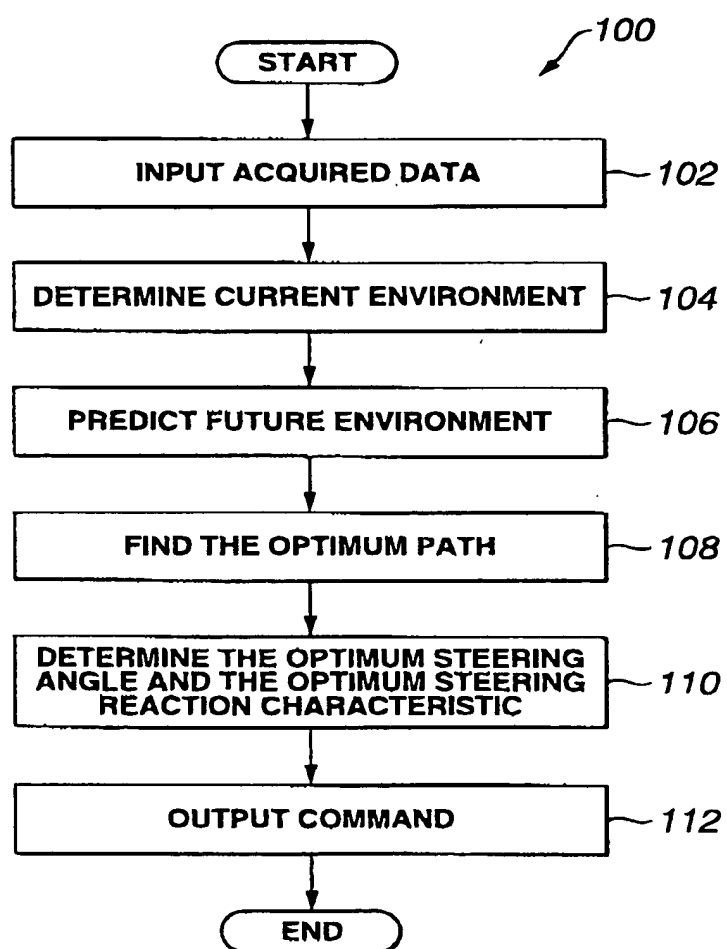 100
START
INPUT ACQUIRED DATA
102
DETERMINE CURRENT ENVIRONMENT
104
PREDICT FUTURE ENVIRONMENT
106
FIND THE OPTIMUM PATH
108
DETERMINE THE OPTIMUM STEERING
ANGLE AND THE OPTIMUM STEERING
REACTION CHARACTERISTIC
110
OUTPUT COMMAND
112
END